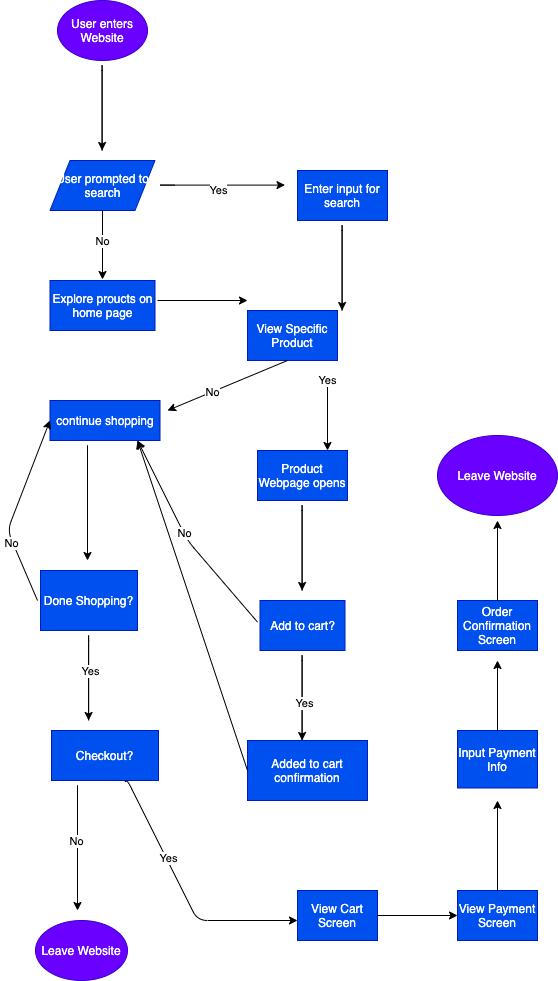 User enters
Website
User prompted to
search
Yes
Enter input for
search
No
Explore proucts on
home page
View Specific
Product
No
Yes
continue shopping
Product
Webpage opens
Leave Website
No
No
Done Shopping?
Add to cart?
Order
Confirmation
Screen
Yes
Yes
Checkout?
Added to cart
confirmation
Input Payment
Info
No
Yes
View Cart
Screen
View Payment
Screen
Leave Website